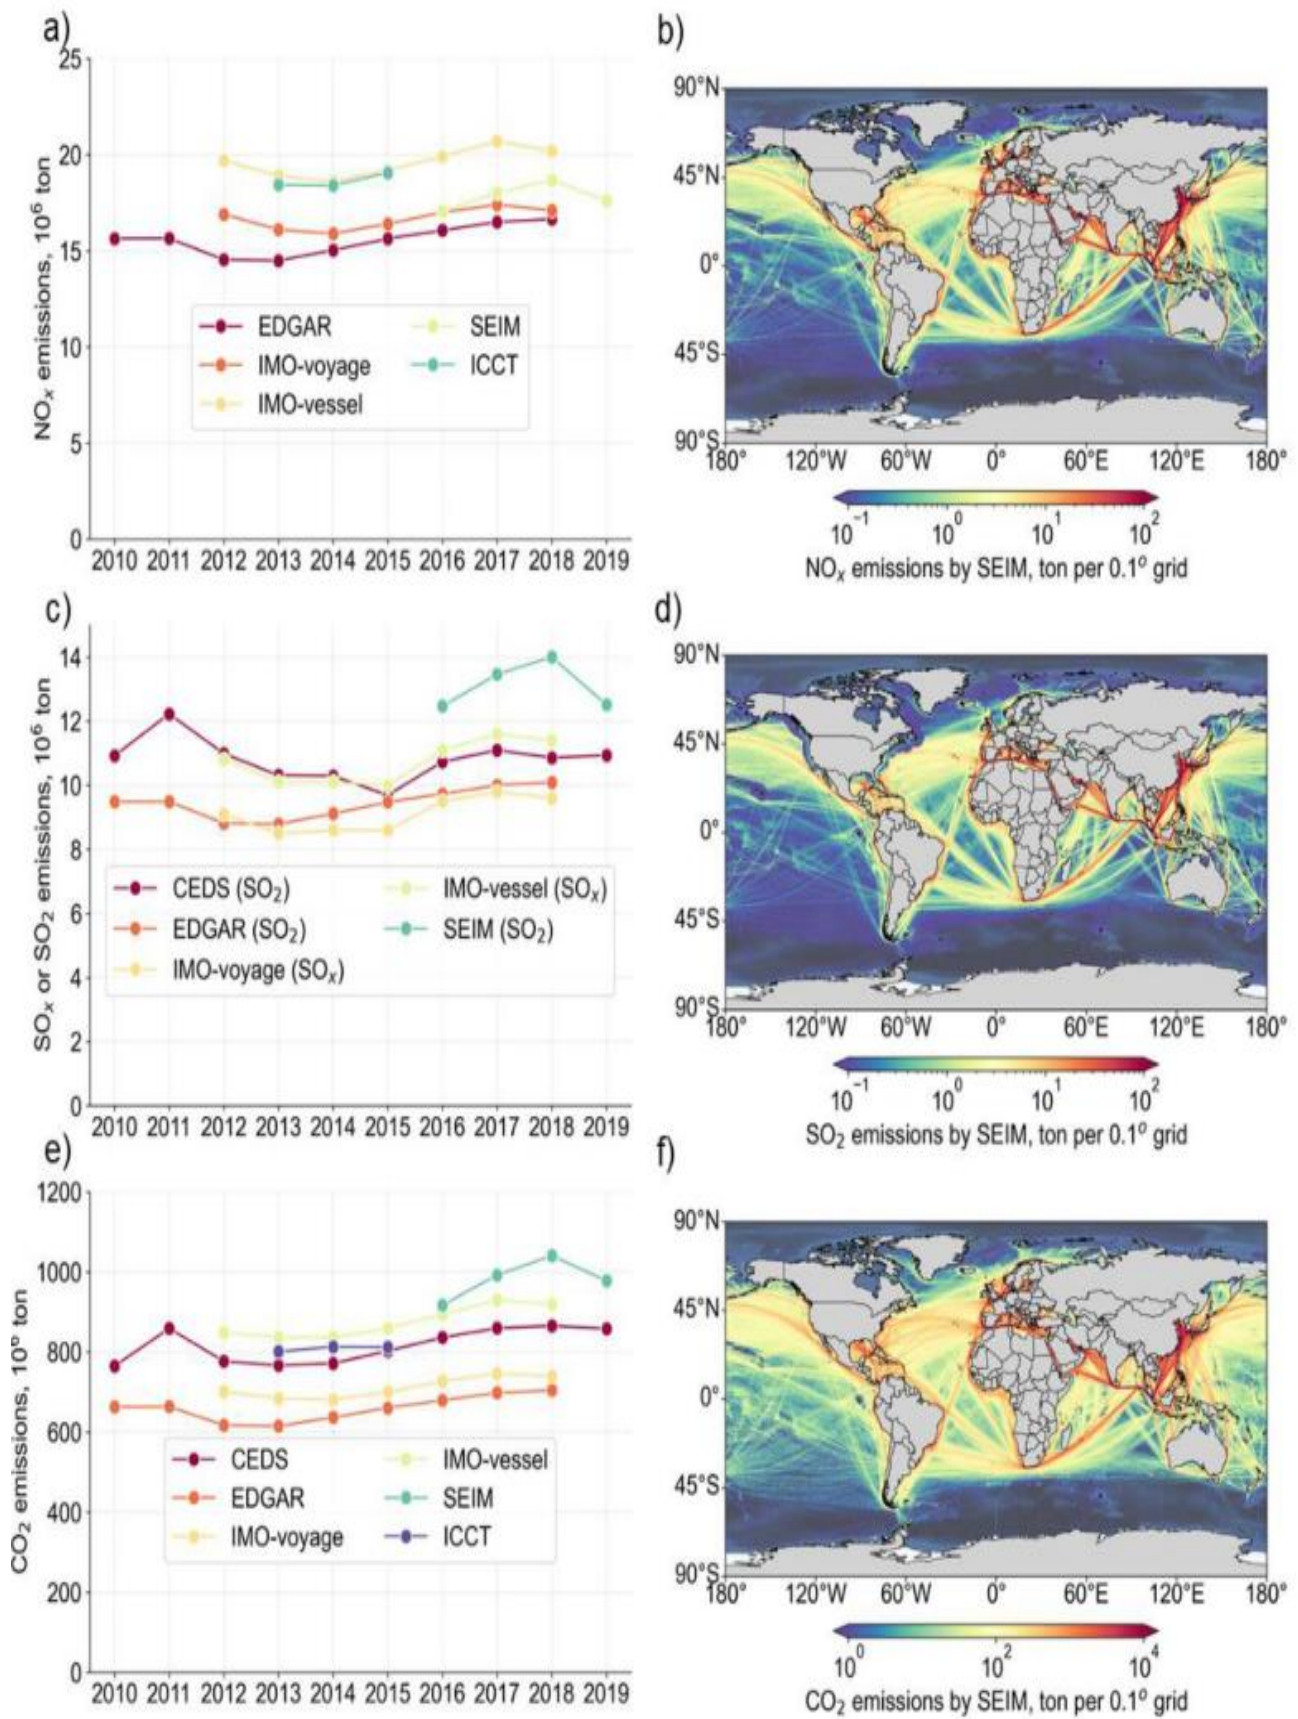 a)
NOₓ emissions, 10⁶ ton
25
20
15
10
5
0
EDGAR
IMO-voyage
IMO-vessel
SEIM
ICCT
2010 2011 2012 2013 2014 2015 2016 2017 2018 2019
b)
90°N
45°N
0°
45°S
90°S
180° 120°W 60°W 0° 60°E 120°E 180°
10⁻¹ 10⁰ 10¹ 10²
NOₓ emissions by SEIM, ton per 0.1° grid
c)
SOₓ or SO₂ emissions, 10⁶ ton
14
12
10
8
6
4
2
0
CEDS (SO₂)
EDGAR (SO₂)
IMO-voyage (SOₓ)
IMO-vessel (SOₓ)
SEIM (SO₂)
2010 2011 2012 2013 2014 2015 2016 2017 2018 2019
d)
90°N
45°N
0°
45°S
90°S
180° 120°W 60°W 0° 60°E 120°E 180°
10⁻¹ 10⁰ 10¹ 10²
SO₂ emissions by SEIM, ton per 0.1° grid
e)
CO₂ emissions, 10⁶ ton
1200
1000
800
600
400
200
0
CEDS
EDGAR
IMO-voyage
IMO-vessel
SEIM
ICCT
2010 2011 2012 2013 2014 2015 2016 2017 2018 2019
f)
90°N
45°N
0°
45°S
90°S
180° 120°W 60°W 0° 60°E 120°E 180°
10⁰ 10² 10⁴
CO₂ emissions by SEIM, ton per 0.1° grid